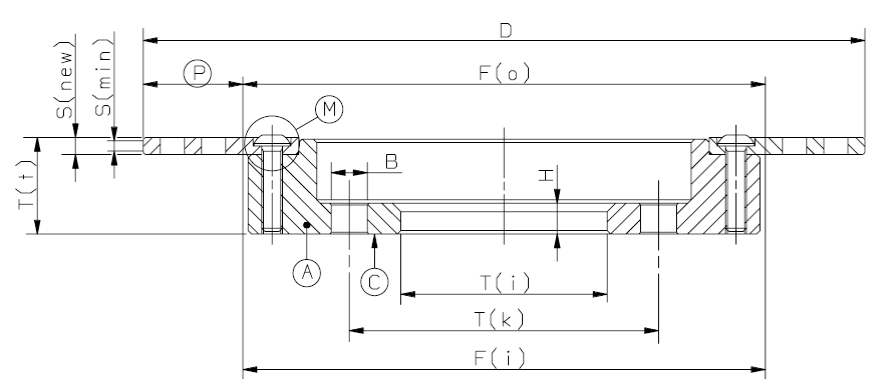 D
P
F(o)
S(new)
S(min)
M
B
H
T(t)
A
C
T(i)
T(k)
F(i)